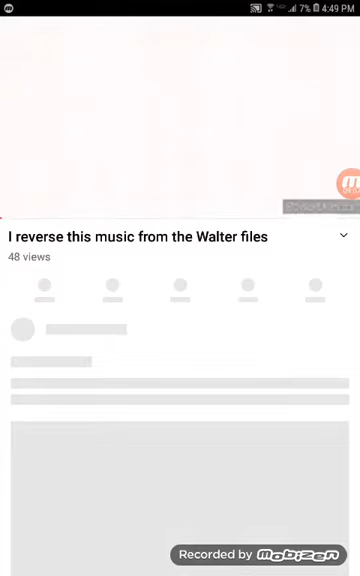 7% 4:49 PM
I reverse this music from the Walter files
48 views
Recorded by MOBIZEN